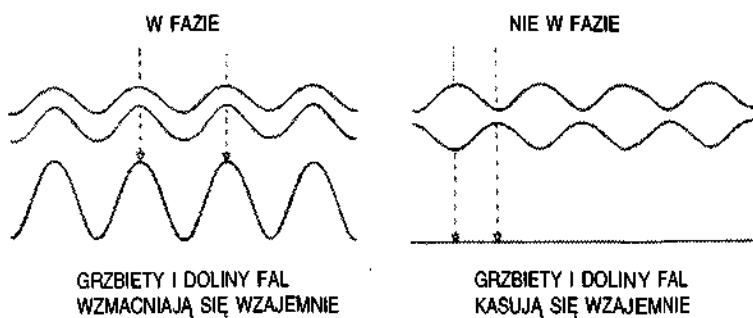 W FAZIE
NIE W FAZIE
GRZBIETY I DOLINY FAL
WZMACNIAJĄ SIĘ WZAJEMNIE
GRZBIETY I DOLINY FAL
KASUJĄ SIĘ WZAJEMNIE